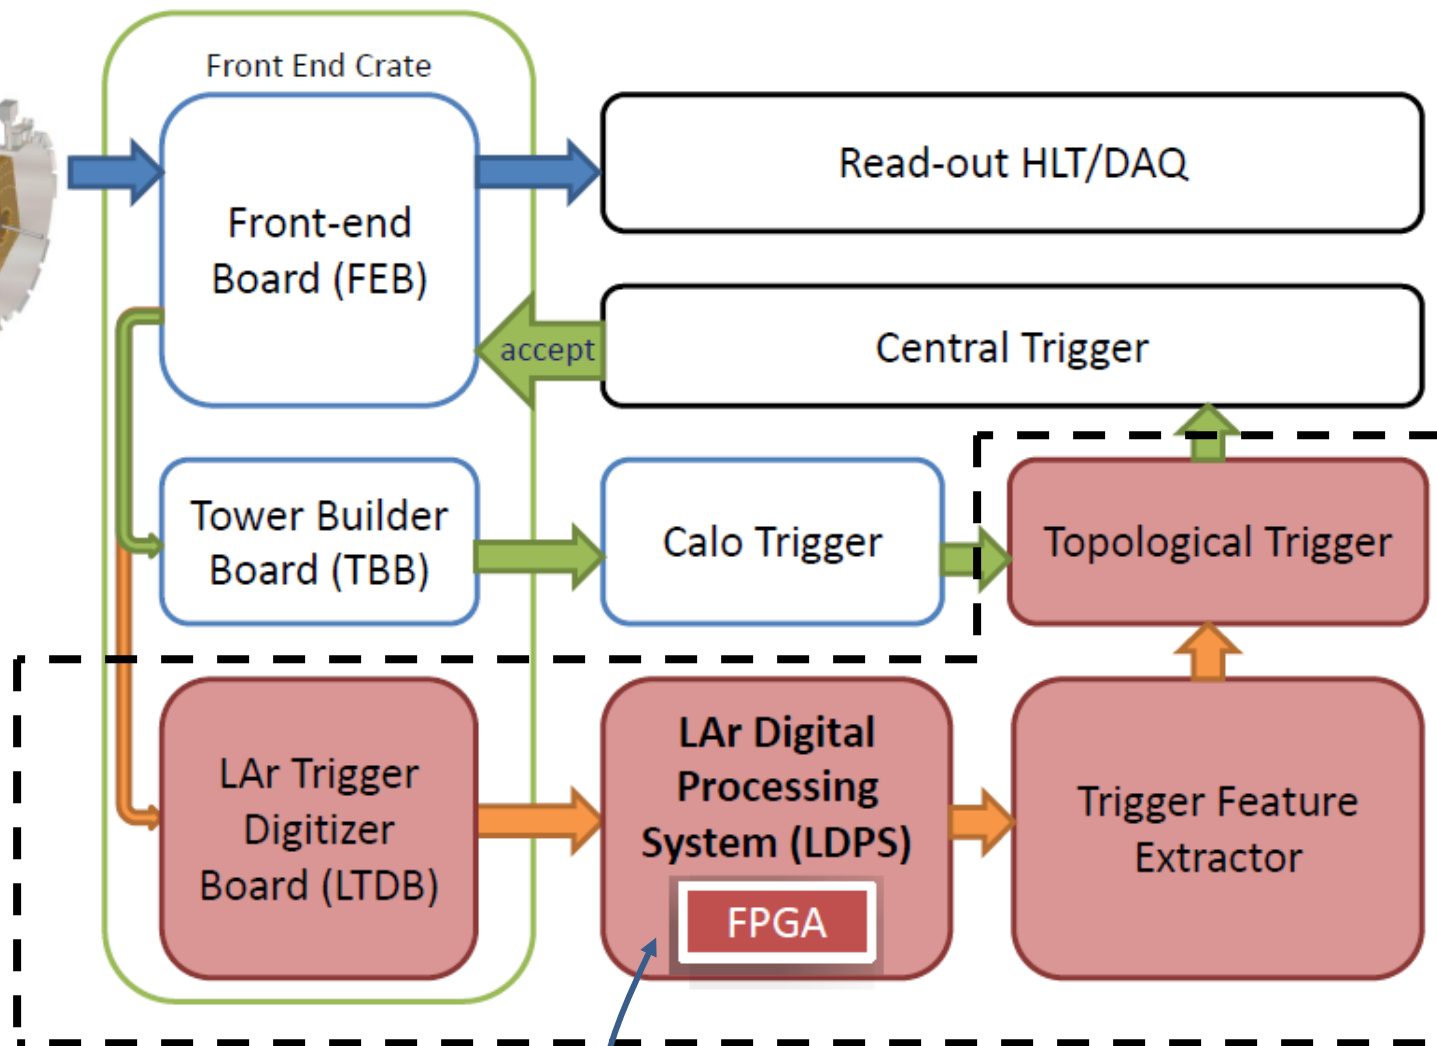 Front End Crate
Front-end
Board (FEB)
Read-out HLT/DAQ
accept
Central Trigger
Tower Builder
Board (TBB)
Calo Trigger
Topological Trigger
LAr Trigger
Digitizer
Board (LTDB)
LAr Digital
Processing
System (LDPS)
FPGA
Trigger Feature
Extractor